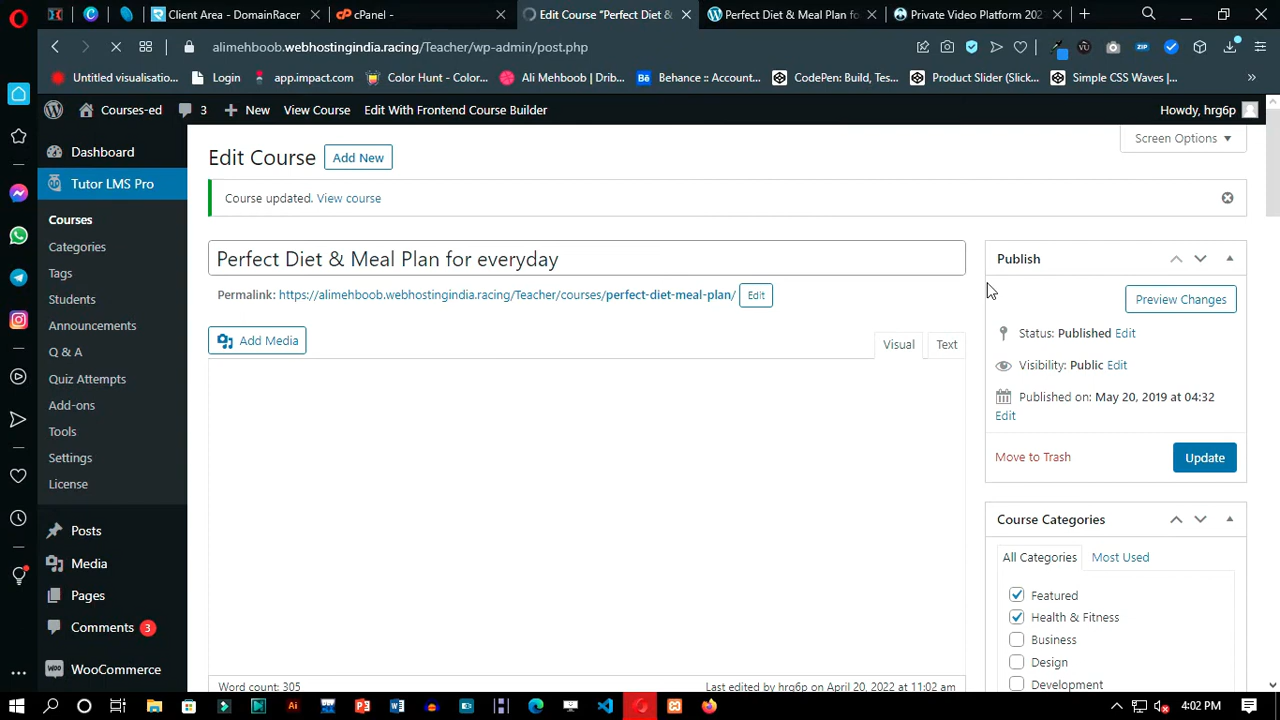 Client Area - DomainRacer
cPanel -
Edit Course "Perfect Diet &
Perfect Diet & Meal Plan fo
Private Video Platform 202
alimehboob.webhostingindia.racing/Teacher/wp-admin/post.php
Untitled visualisatio...
Login
app.impact.com
Color Hunt - Color...
Ali Mehboob | Drib...
Behance :: Account...
CodePen: Build, Tes...
Product Slider (Slick...
Simple CSS Waves |...
»
Courses-ed
3
New
View Course
Edit With Frontend Course Builder
Howdy, hrg6p
Screen Options
Dashboard
Tutor LMS Pro
Courses
Categories
Tags
Students
Announcements
Q & A
Quiz Attempts
Add-ons
Tools
Settings
License
Posts
Media
Pages
Comments 3
WooCommerce
Edit Course
Add New
Course updated. View course
Perfect Diet & Meal Plan for everyday
Permalink: https://alimehboob.webhostingindia.racing/Teacher/courses/perfect-diet-meal-plan/ Edit
Add Media
Visual
Text
Word count: 305
Last edited by hrg6p on April 20, 2022 at 11:02 am
Publish
Preview Changes
Status: Published Edit
Visibility: Public Edit
Published on: May 20, 2019 at 04:32
Edit
Move to Trash
Update
Course Categories
All Categories
Most Used
Featured
Health & Fitness
Business
Design
Development
4:02 PM